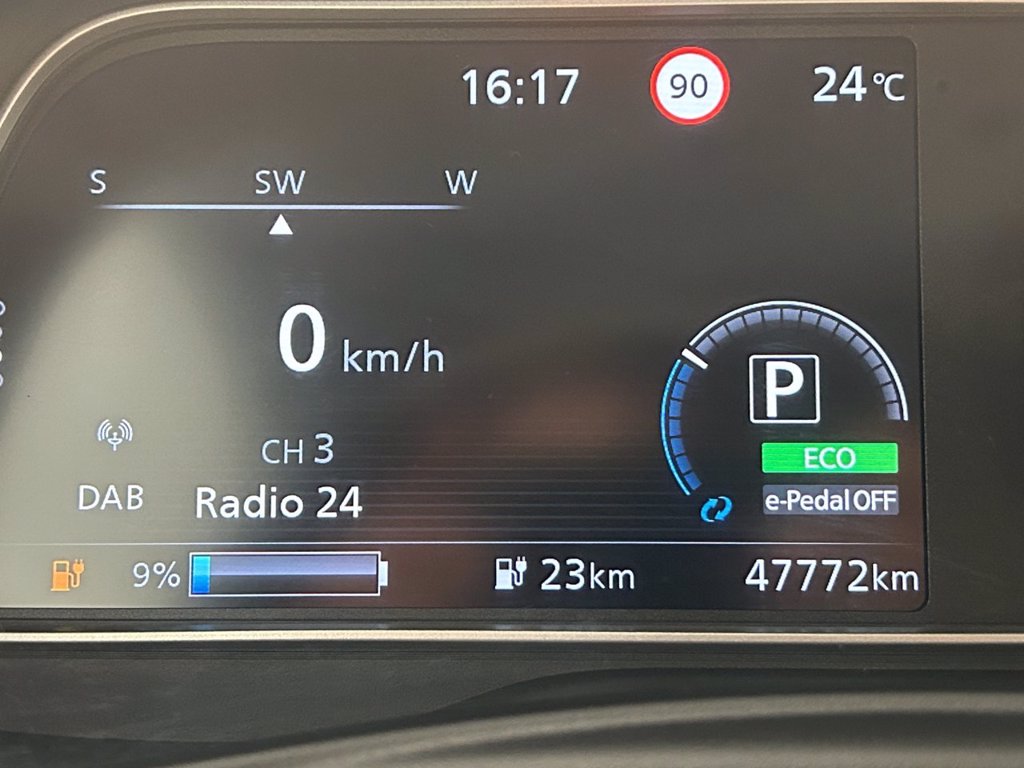 16:17 90 24°C
S SW W
0 km/h
P
CH 3
ECO
DAB Radio 24
e-Pedal OFF
9% 23km 47772km